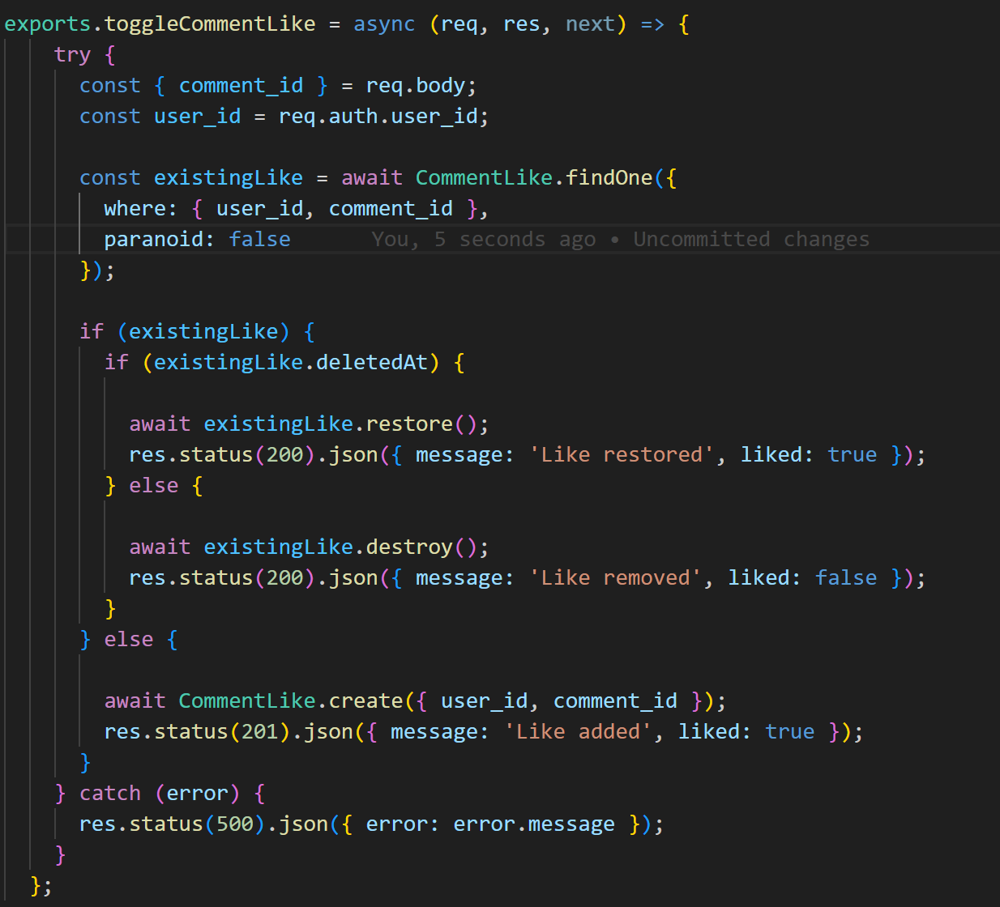 exports.toggleCommentLike = async (req, res, next) => {
try {
const { comment_id } = req.body;
const user_id = req.auth.user_id;
const existingLike = await CommentLike.findOne({
where: { user_id, comment_id },
paranoid: false You, 5 seconds ago • Uncommitted changes
});
if (existingLike) {
if (existingLike.deletedAt) {
await existingLike.restore();
res.status(200).json({ message: 'Like restored', liked: true });
} else {
await existingLike.destroy();
res.status(200).json({ message: 'Like removed', liked: false });
}
} else {
await CommentLike.create({ user_id, comment_id });
res.status(201).json({ message: 'Like added', liked: true });
}
} catch (error) {
res.status(500).json({ error: error.message });
}
};